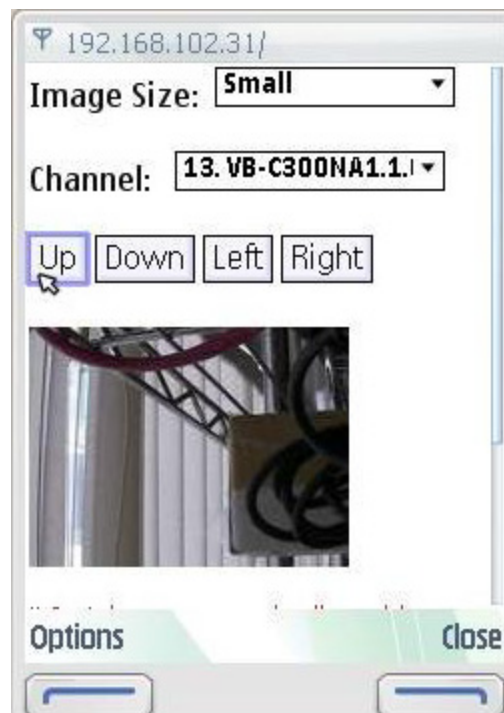 192.168.102.31/
Image Size: Small
Channel: 13. VB-C300NA1.1.
Up Down Left Right
Options Close